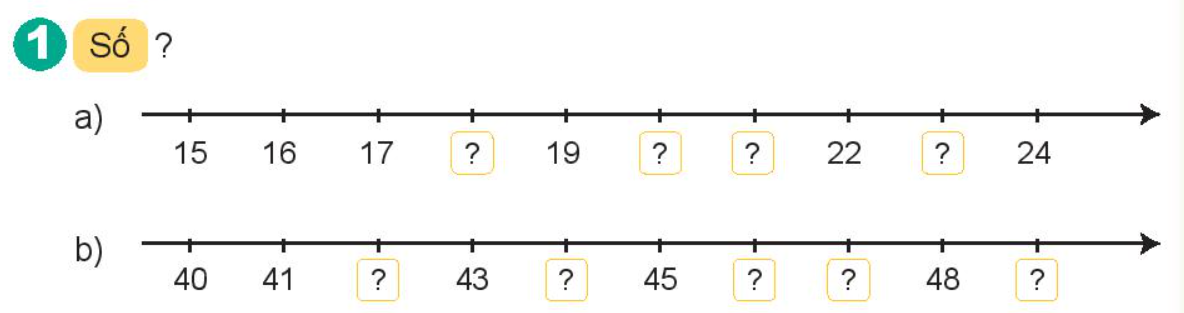 1 Số ?
a)
15 16 17 ? 19 ? ? 22 ? 24
b)
40 41 ? 43 ? 45 ? ? 48 ?